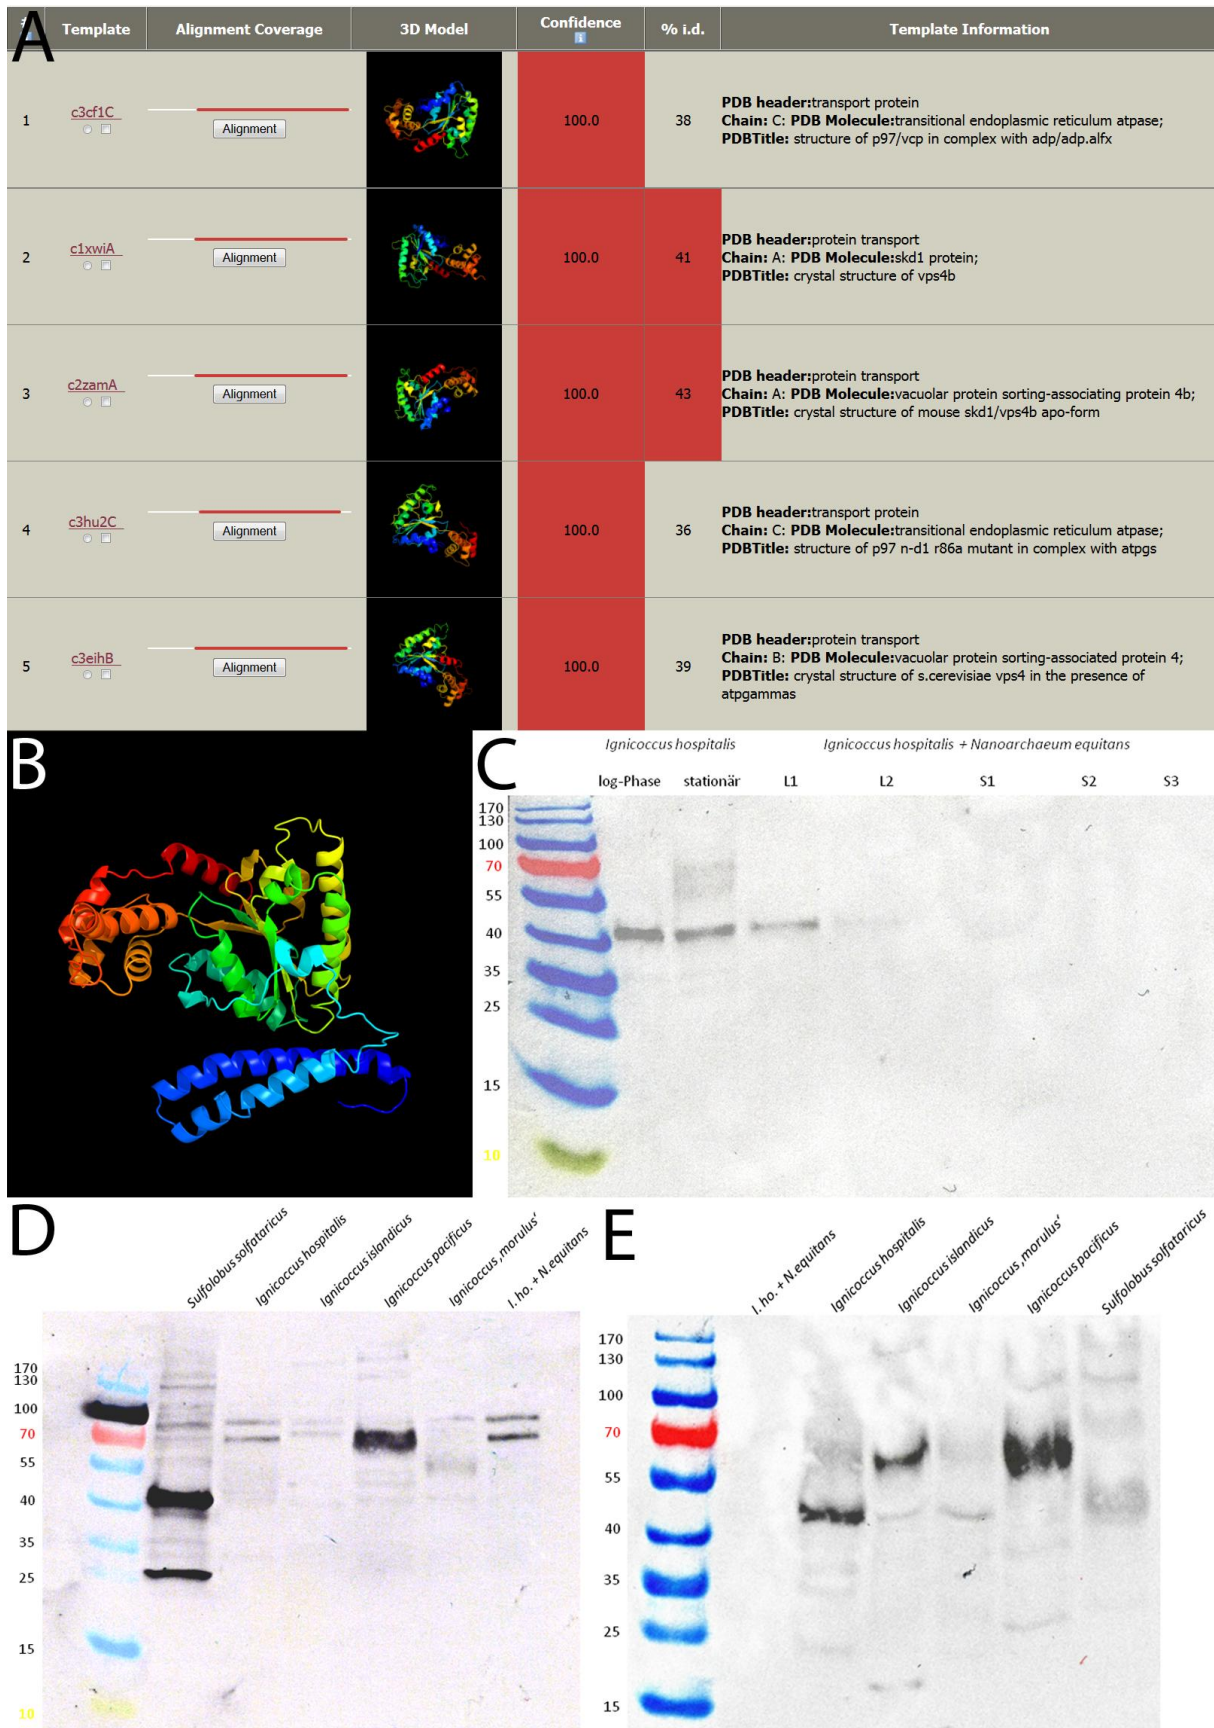 A
# Template Alignment Coverage 3D Model Confidence % i.d. Template Information
i
PDB header:transport protein
1 c3cf1C Alignment 100.0 38 Chain: C: PDB Molecule:transitional endoplasmic reticulum atpase;
PDBTitle: structure of p97/vcp in complex with adp/adp.alfx
PDB header:protein transport
2 c1xwiA Alignment 100.0 41 Chain: A: PDB Molecule:skd1 protein;
PDBTitle: crystal structure of vps4b
PDB header:protein transport
3 c2zamA Alignment 100.0 43 Chain: A: PDB Molecule:vacuolar protein sorting-associating protein 4b;
PDBTitle: crystal structure of mouse skd1/vps4b apo-form
PDB header:transport protein
4 c3hu2C Alignment 100.0 36 Chain: C: PDB Molecule:transitional endoplasmic reticulum atpase;
PDBTitle: structure of p97 n-d1 r86a mutant in complex with atpgs
PDB header:protein transport
5 c3eihB Alignment 100.0 39 Chain: B: PDB Molecule:vacuolar protein sorting-associated protein 4;
PDBTitle: crystal structure of s.cerevisiae vps4 in the presence of
atpgammas
B
C
Ignicoccus hospitalis Ignicoccus hospitalis + Nanoarchaeum equitans
log-Phase stationär L1 L2 S1 S2 S3
170
130
100
70
55
40
35
25
15
10
D
Sulfolobus solfataricus
Ignicoccus hospitalis
Ignicoccus islandicus
Ignicoccus pacificus
Ignicoccus ‚morulus‘
I. ho. + N.equitans
170
130
100
70
55
40
35
25
15
10
E
I. ho. + N.equitans
Ignicoccus hospitalis
Ignicoccus islandicus
Ignicoccus ‚morulus‘
Ignicoccus pacificus
Sulfolobus solfataricus
170
130
100
70
55
40
35
25
15